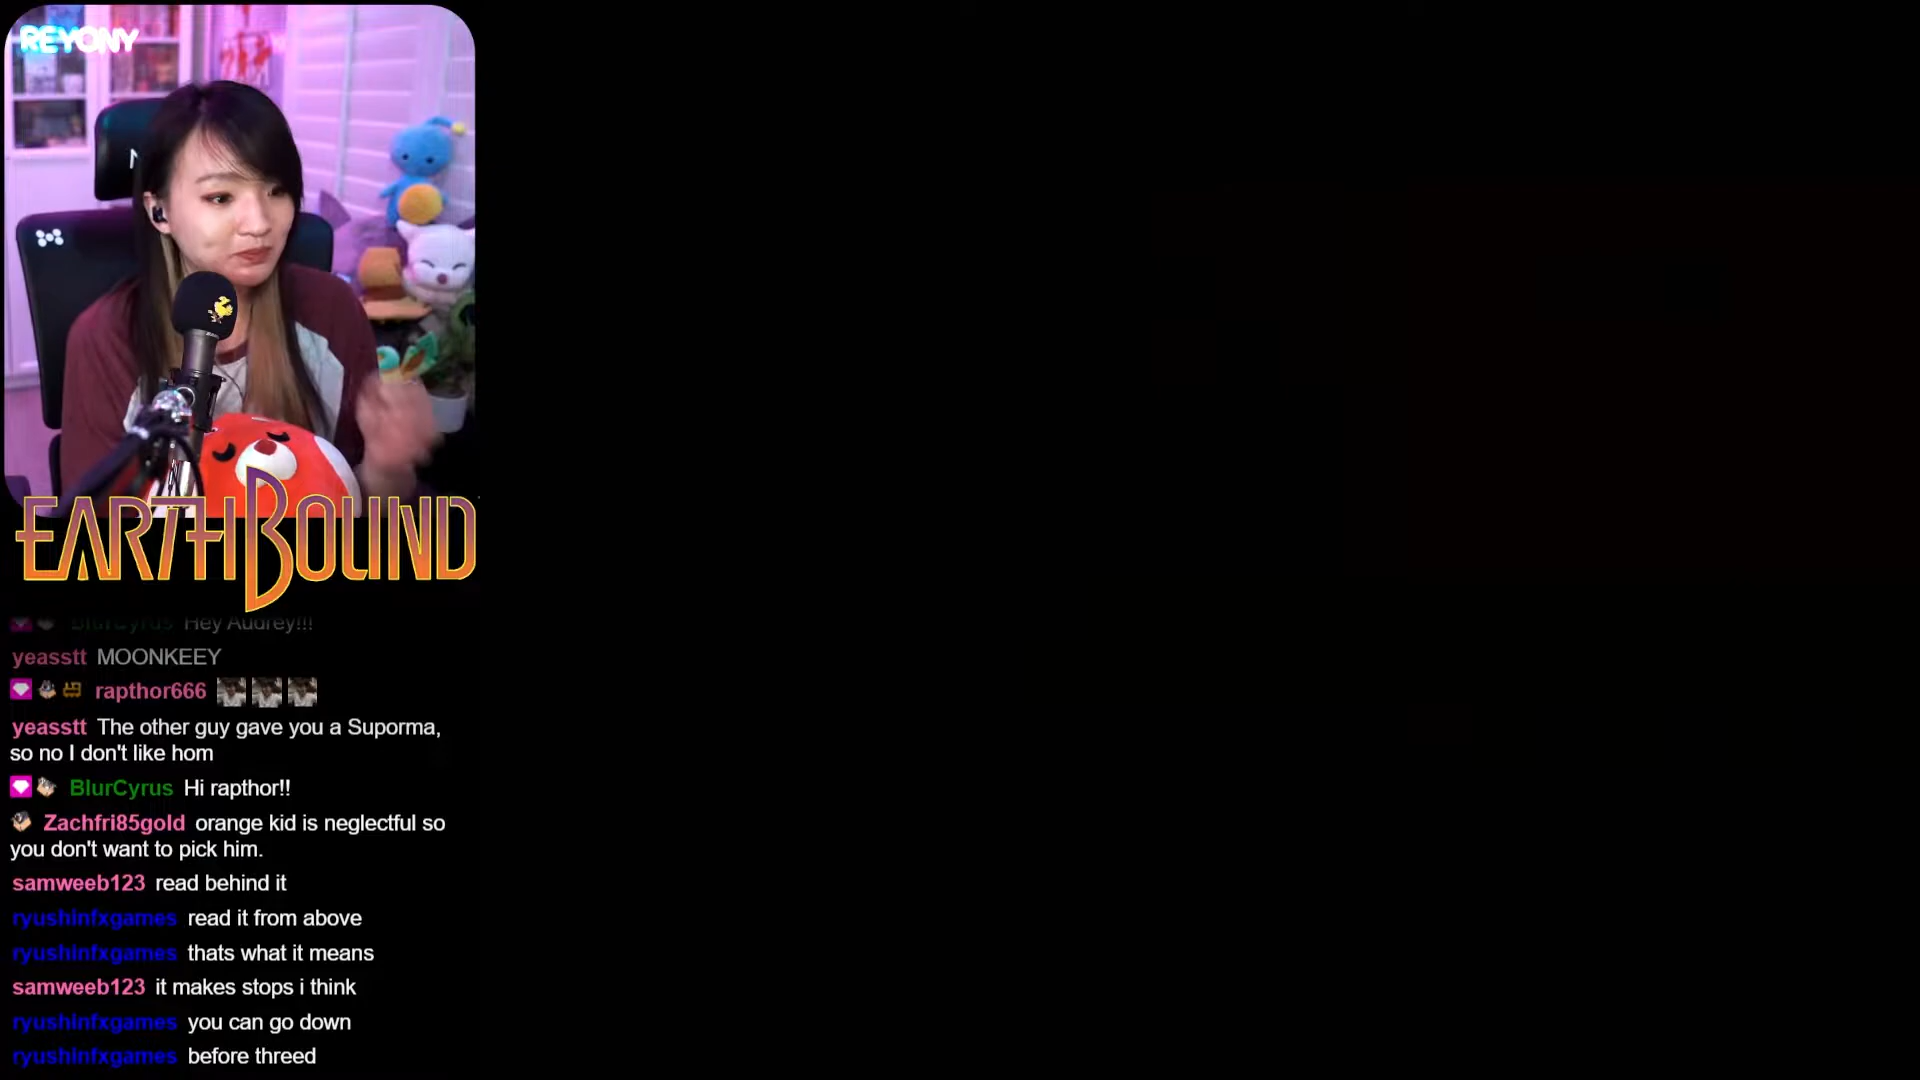 REYONY
EARTHBOUND
BlurCyrus Hey Audrey!!!
yeasstt MOONKEEY
rapthor666
yeasstt The other guy gave you a Suporma,
so no I don't like hom
BlurCyrus Hi rapthor!!
Zachfri85gold orange kid is neglectful so
you don't want to pick him.
samweeb123 read behind it
ryushinfxgames read it from above
ryushinfxgames thats what it means
samweeb123 it makes stops i think
ryushinfxgames you can go down
ryushinfxgames before threed